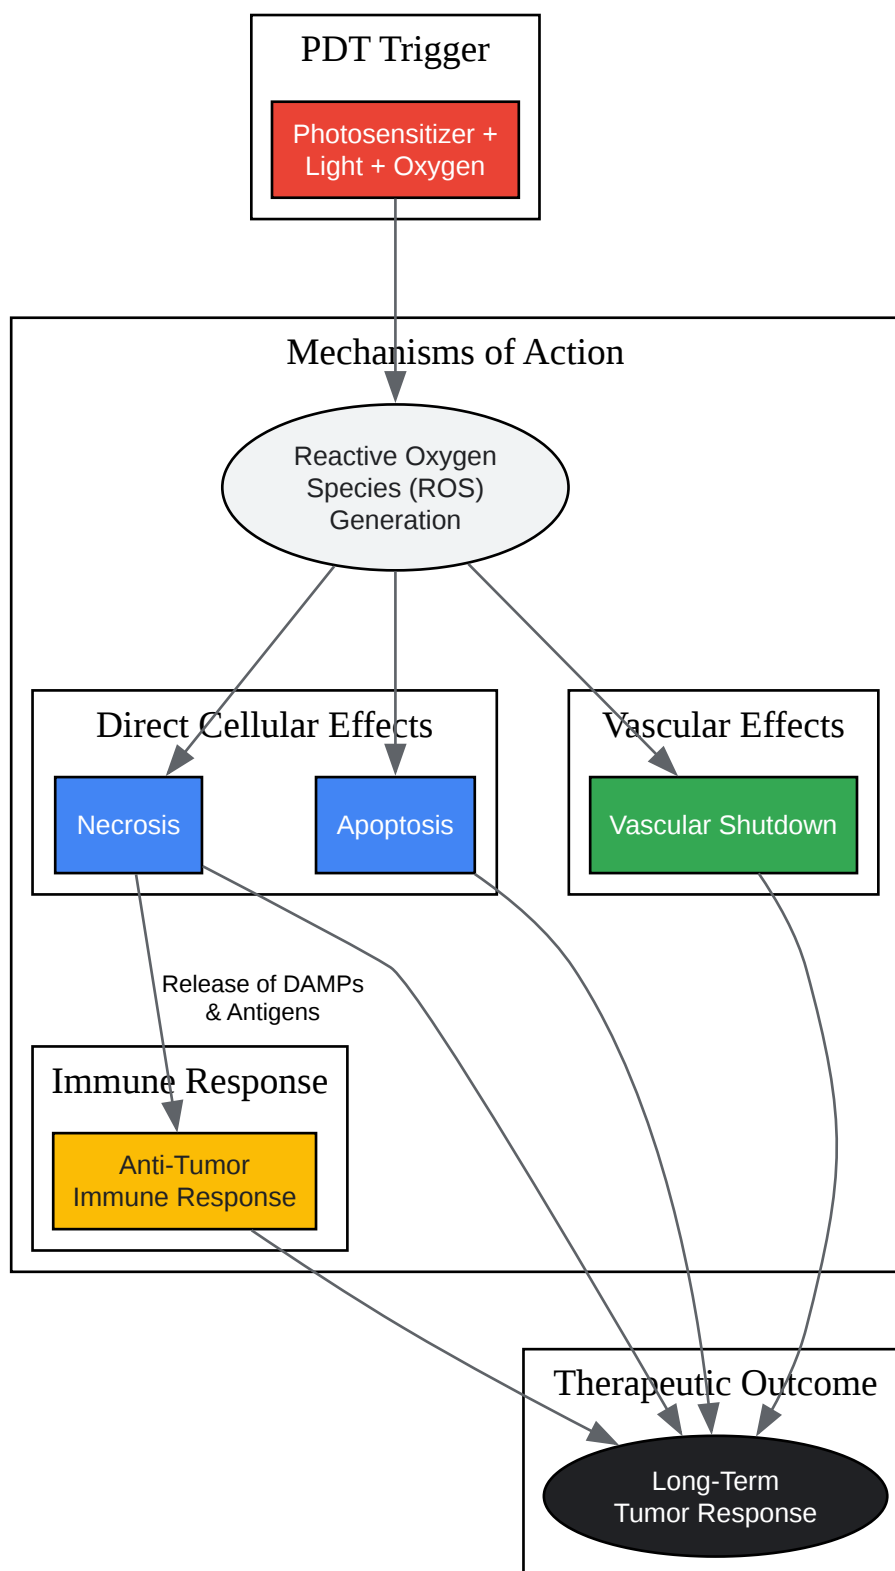 PDT Trigger
Photosensitizer +
Light + Oxygen
Mechanisms of Action
Reactive Oxygen
Species (ROS)
Generation
Direct Cellular Effects
Vascular Effects
Necrosis
Apoptosis
Vascular Shutdown
Release of DAMPs
& Antigens
Immune Response
Anti-Tumor
Immune Response
Therapeutic Outcome
Long-Term
Tumor Response